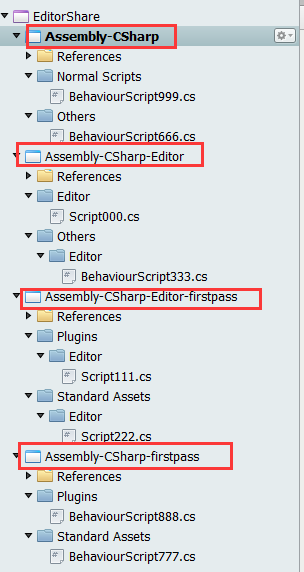 EditorShare
Assembly-CSharp
References
Normal Scripts
BehaviourScript999.cs
Others
BehaviourScript666.cs
Assembly-CSharp-Editor
References
Editor
Script000.cs
Others
Editor
BehaviourScript333.cs
Assembly-CSharp-Editor-firstpass
References
Plugins
Editor
Script111.cs
Standard Assets
Editor
Script222.cs
Assembly-CSharp-firstpass
References
Plugins
BehaviourScript888.cs
Standard Assets
BehaviourScript777.cs